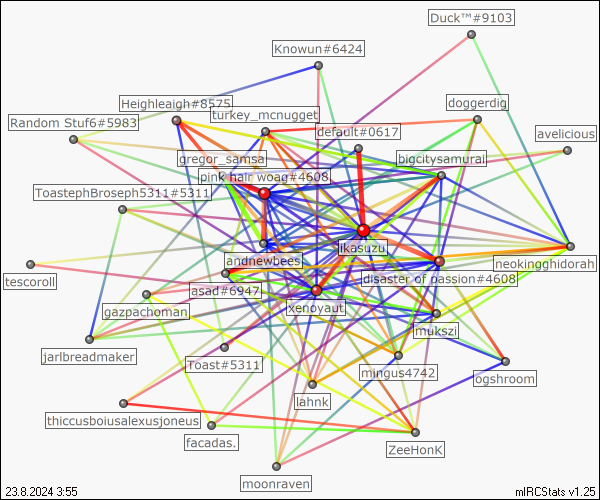 Duck™#9103
Knowun#6424
Heighleaigh#8575
doggerdig
turkey_mcnugget
Random Stuf6#5983
default#0617
avelicious
gregor_samsa
bigcitysamurai
pink hair woag#4608
ToastephBroseph5311#5311
ikasuzu
andnewbees
neokingghidorah
tescoroll
disaster of passion#4608
asad#6947
gazpachoman
xenoyaut
mukszi
jarlbreadmaker
Toast#5311
mingus4742
ogshroom
lahnk
thiccusboiusalexusjoneus
facadas.
ZeeHonK
moonraven
23.8.2024 3:55
mIRCStats v1.25